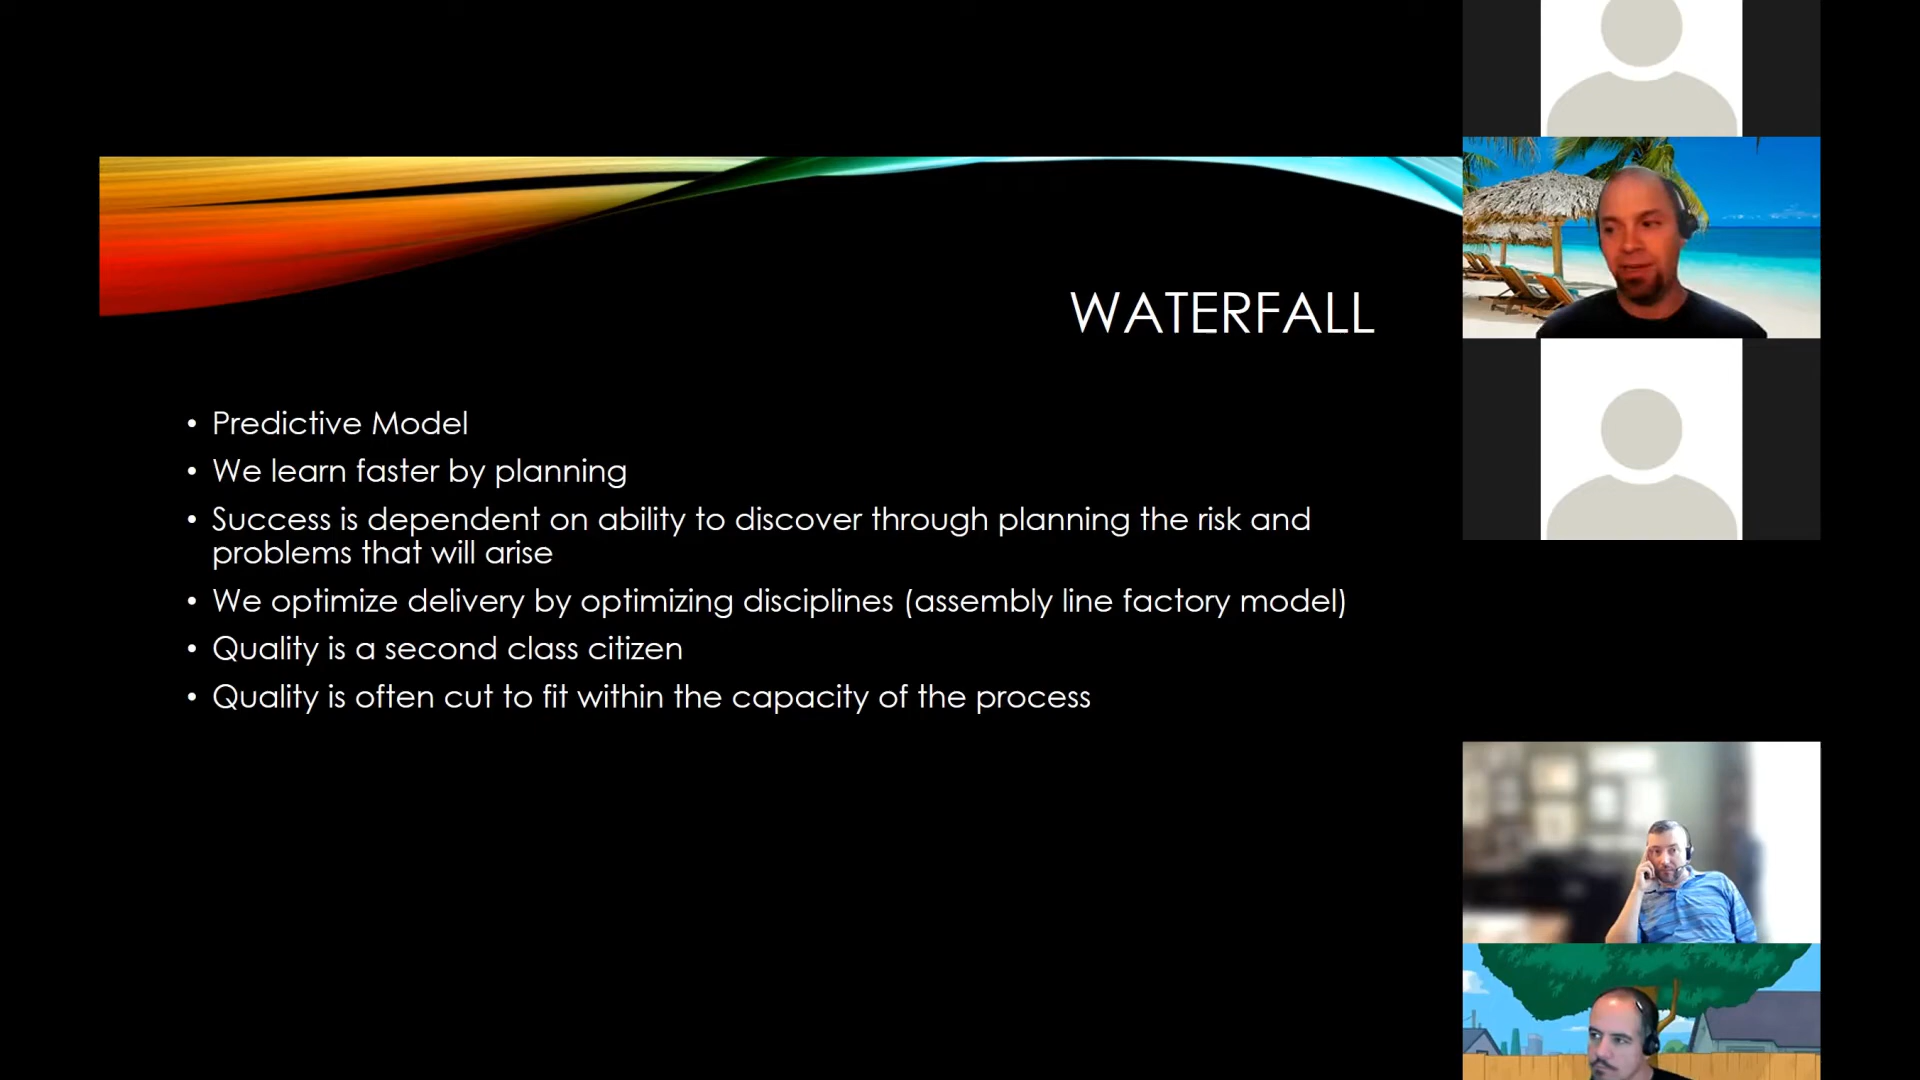 WATERFALL
• Predictive Model
• We learn faster by planning
• Success is dependent on ability to discover through planning the risk and
problems that will arise
• We optimize delivery by optimizing disciplines (assembly line factory model)
• Quality is a second class citizen
• Quality is often cut to fit within the capacity of the process